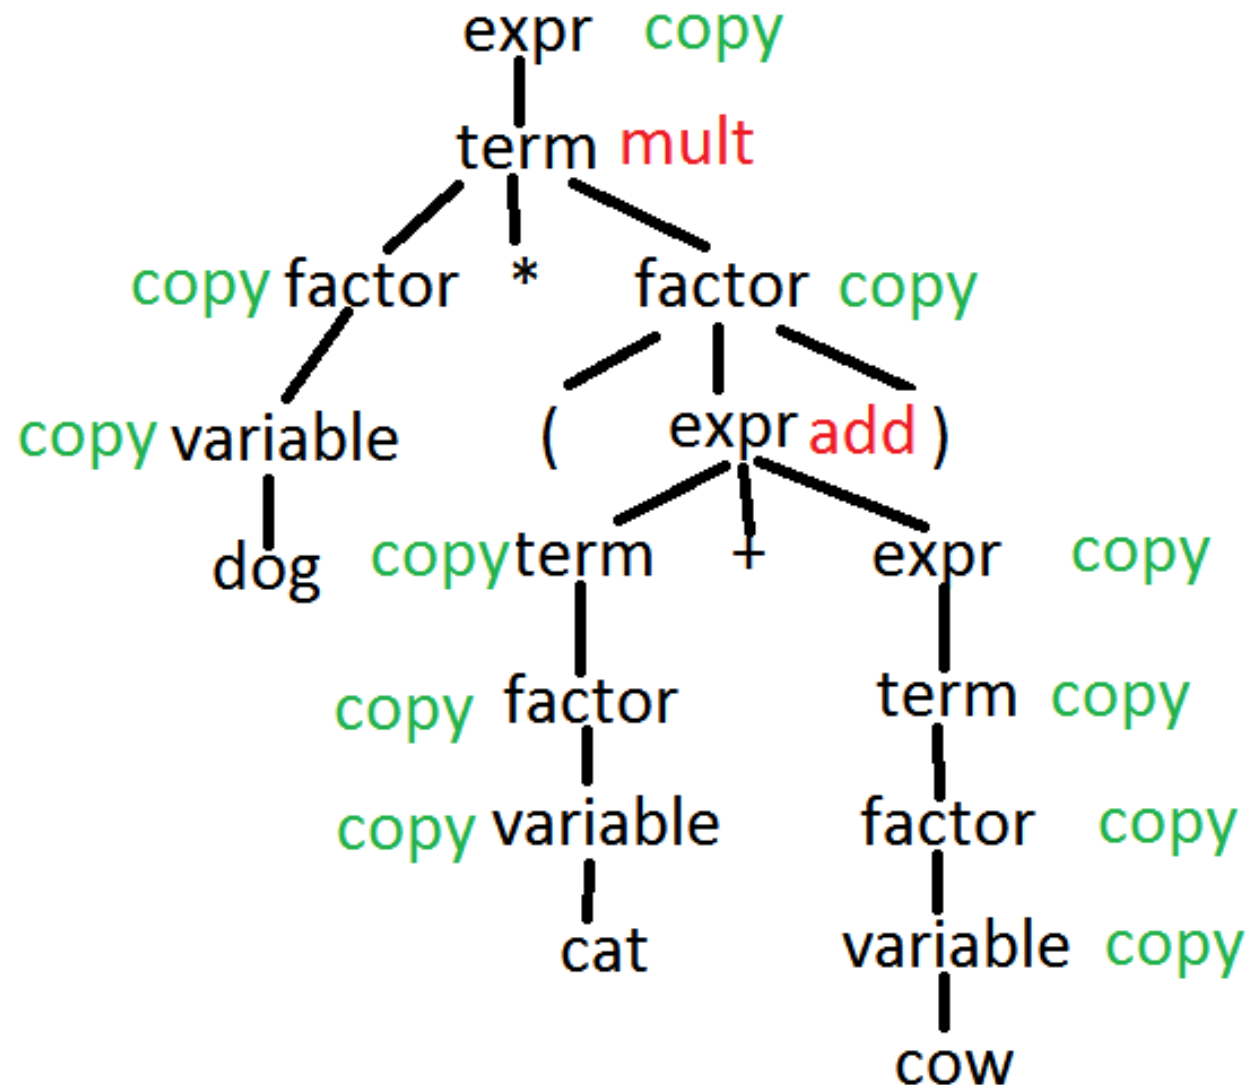 expr copy
term mult
copy factor * factor copy
copy variable ( expr add )
dog copy term + expr copy
copy factor term copy
copy variable factor copy
cat variable copy
cow